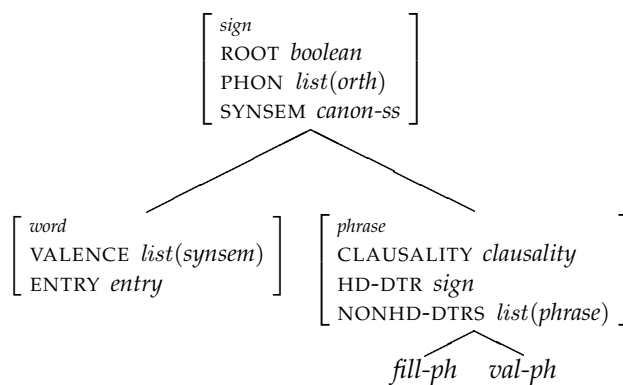 sign
ROOT boolean
PHON list(orth)
SYNSEM canon-ss
word
VALENCE list(synsem)
ENTRY entry
phrase
CLAUSALITY clausality
HD-DTR sign
NONHD-DTRS list(phrase)
fill-ph val-ph